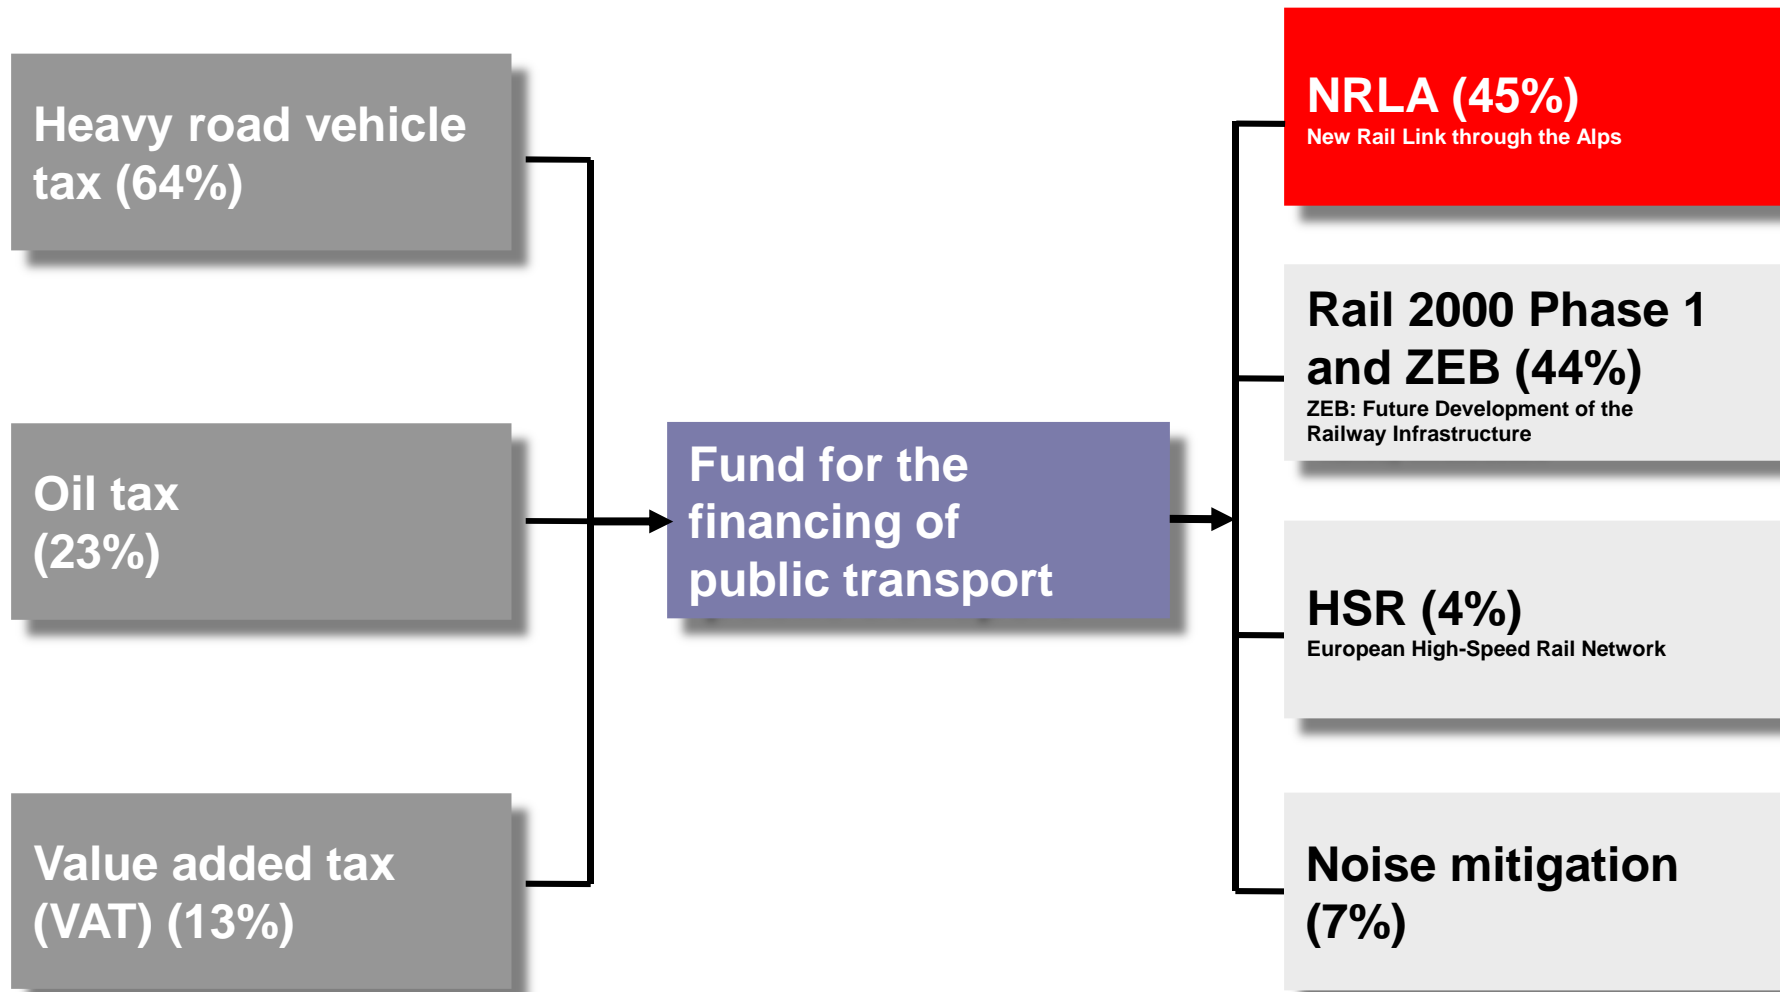 Heavy road vehicle
tax (64%)
Oil tax
(23%)
Value added tax
(VAT) (13%)
Fund for the
financing of
public transport
NRLA (45%)
New Rail Link through the Alps
Rail 2000 Phase 1
and ZEB (44%)
ZEB: Future Development of the
Railway Infrastructure
HSR (4%)
European High-Speed Rail Network
Noise mitigation
(7%)